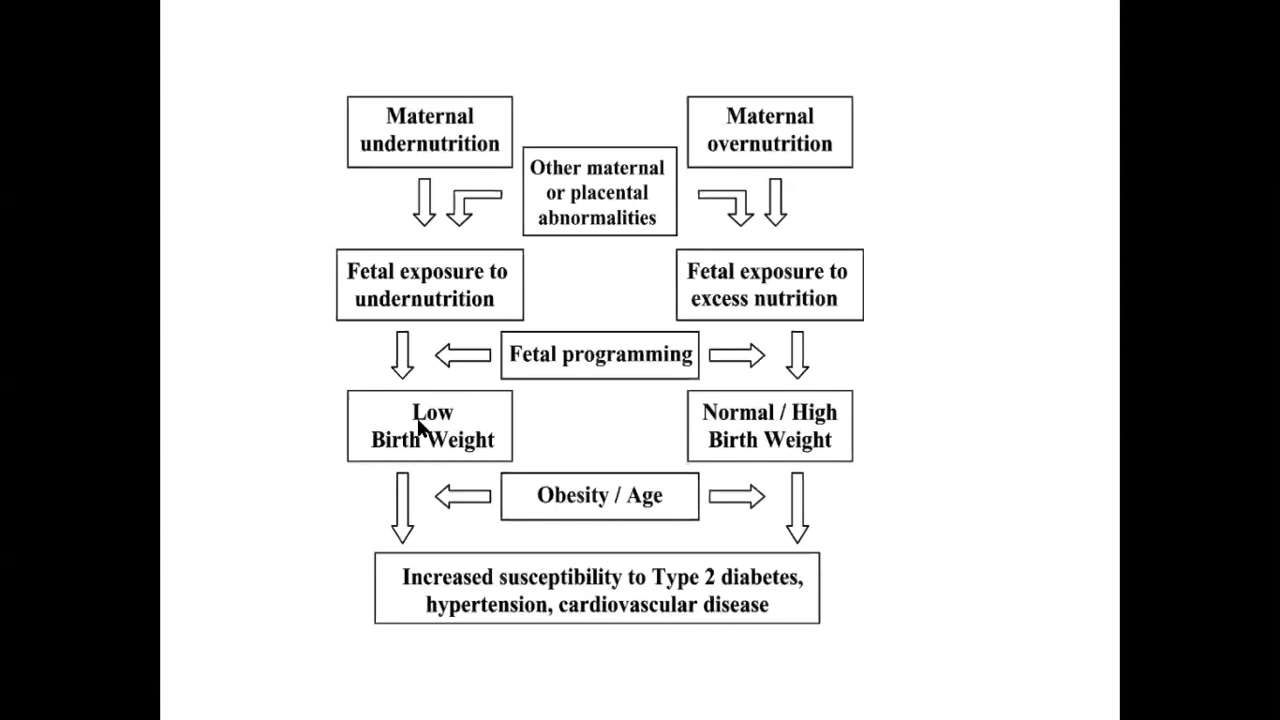 Maternal
undernutrition
Maternal
overnutrition
Other maternal
or placental
abnormalities
Fetal exposure to
undernutrition
Fetal exposure to
excess nutrition
Fetal programming
Low
Birth Weight
Normal / High
Birth Weight
Obesity / Age
Increased susceptibility to Type 2 diabetes,
hypertension, cardiovascular disease